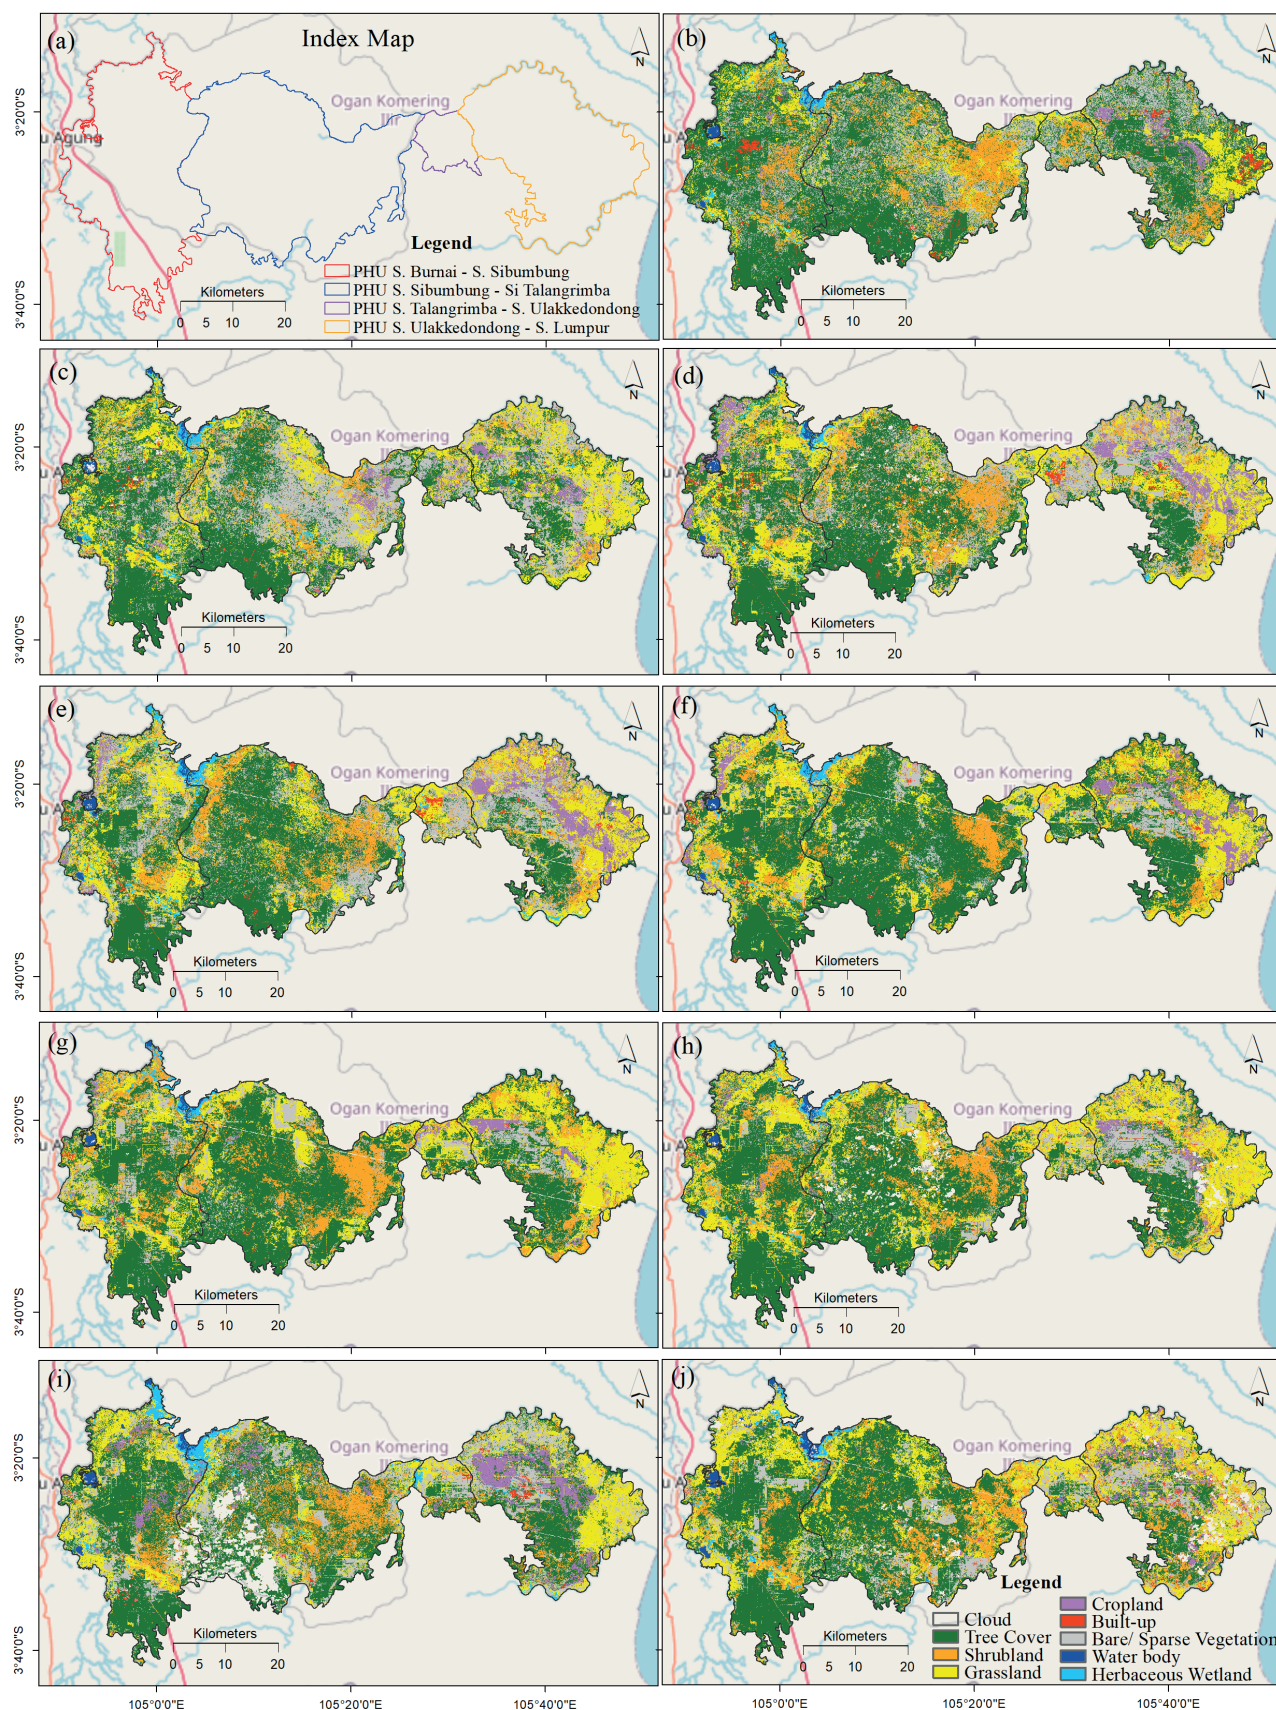 (a)
Index Map
N
Ogan Komering
Ilir
u Agung
Legend
PHU S. Burnai - S. Sibumbung
PHU S. Sibumbung - Si Talangrimba
PHU S. Talangrimba - S. Ulakkedondong
PHU S. Ulakkedondong - S. Lumpur
Kilometers
0 5 10 20
3°20'0"S
3°40'0"S
(b)
N
Ogan Komering
u A
Kilometers
0 5 10 20
(c)
N
Ogan Komering
u A
Kilometers
0 5 10 20
3°20'0"S
3°40'0"S
(d)
N
Ogan Komering
u A
Kilometers
0 5 10 20
(e)
N
Ogan Komering
u A
Kilometers
0 5 10 20
3°20'0"S
3°40'0"S
(f)
N
Ogan Komering
u A
Kilometers
0 5 10 20
(g)
N
Ogan Komering
u A
Kilometers
0 5 10 20
3°20'0"S
3°40'0"S
(h)
N
Ogan Komering
u A
Kilometers
0 5 10 20
(i)
N
Ogan Komering
u A
Kilometers
0 5 10 20
3°20'0"S
3°40'0"S
105°0'0"E 105°20'0"E 105°40'0"E
(j)
N
Ogan Komering
u A
Kilometers
0 5 10 20
Legend
Cloud
Tree Cover
Shrubland
Grassland
Cropland
Built-up
Bare/ Sparse Vegetation
Water body
Herbaceous Wetland
105°0'0"E 105°20'0"E 105°40'0"E